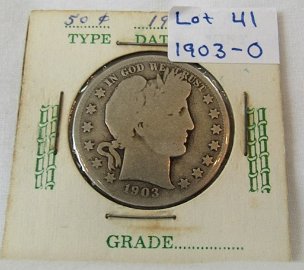 50¢ 19
Lot 41
TYPE DAT
1903-O
IN GOD WE TRUST
1903
GRADE..............